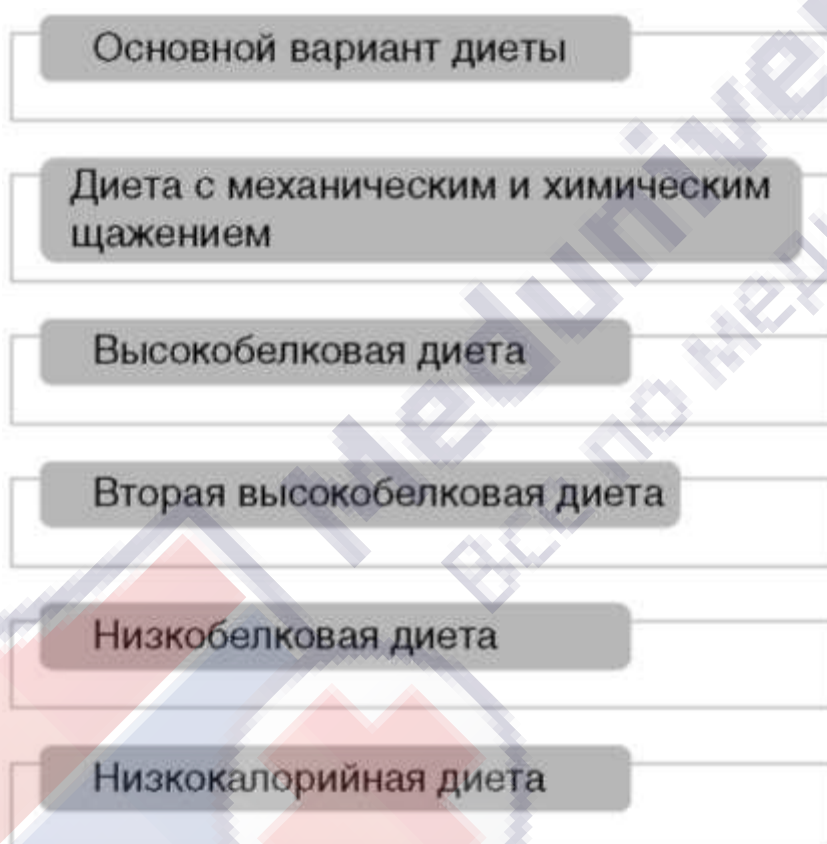 Основной вариант диеты
Диета с механическим и химическим
щажением
Высокобелковая диета
Вторая высокобелковая диета
Низкобелковая диета
Низкокалорийная диета